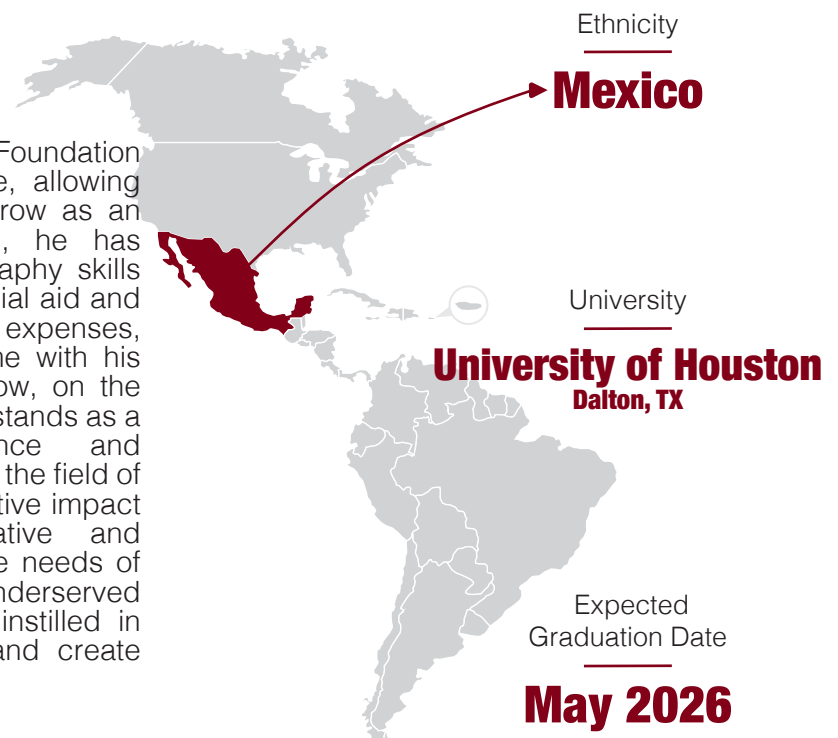 Foundation
e, allowing
row as an
, he has
aphy skills
ial aid and
expenses,
ne with his
ow, on the
stands as a
nce and
the field of
tive impact
ative and
e needs of
nderserved
instilled in
and create
Ethnicity
Mexico
University
University of Houston
Dalton, TX
Expected
Graduation Date
May 2026